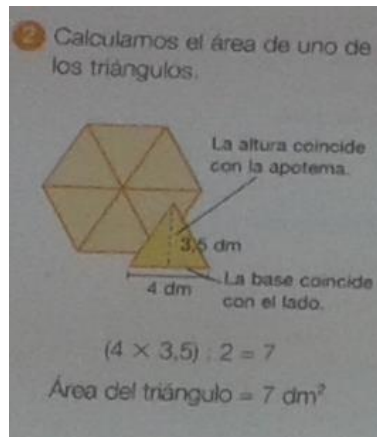 2 Calculamos el área de uno de
los triángulos.
La altura coincide
con la apotema.
3,5 dm
4 dm
La base coincide
con el lado.
(4 × 3,5) : 2 = 7
Área del triángulo = 7 dm²